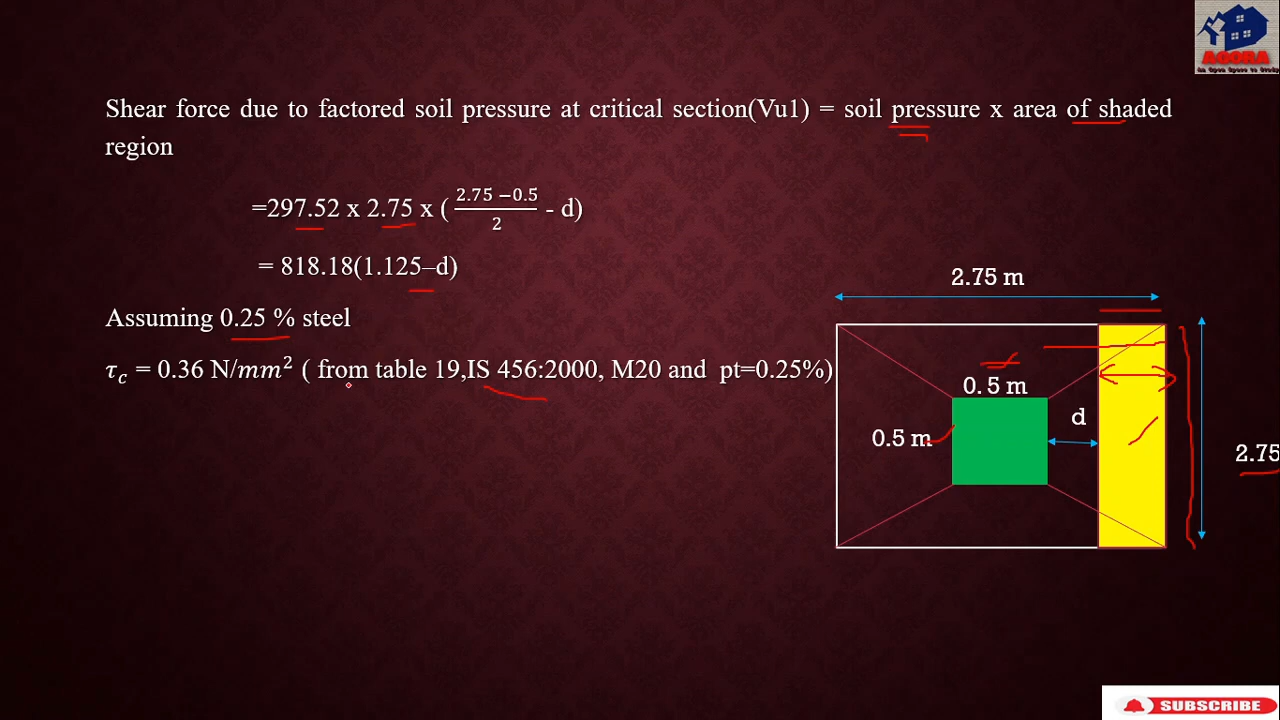 Shear force due to factored soil pressure at critical section(Vu1) = soil pressure x area of shaded
region
=297.52 x 2.75 x ( (2.75 −0.5)/2 - d)
= 818.18(1.125–d)
Assuming 0.25 % steel
τc = 0.36 N/mm² ( from table 19,IS 456:2000, M20 and pt=0.25%)
2.75 m
0.5 m
d
0.5 m
2.75
AOORA
SUBSCRIBE